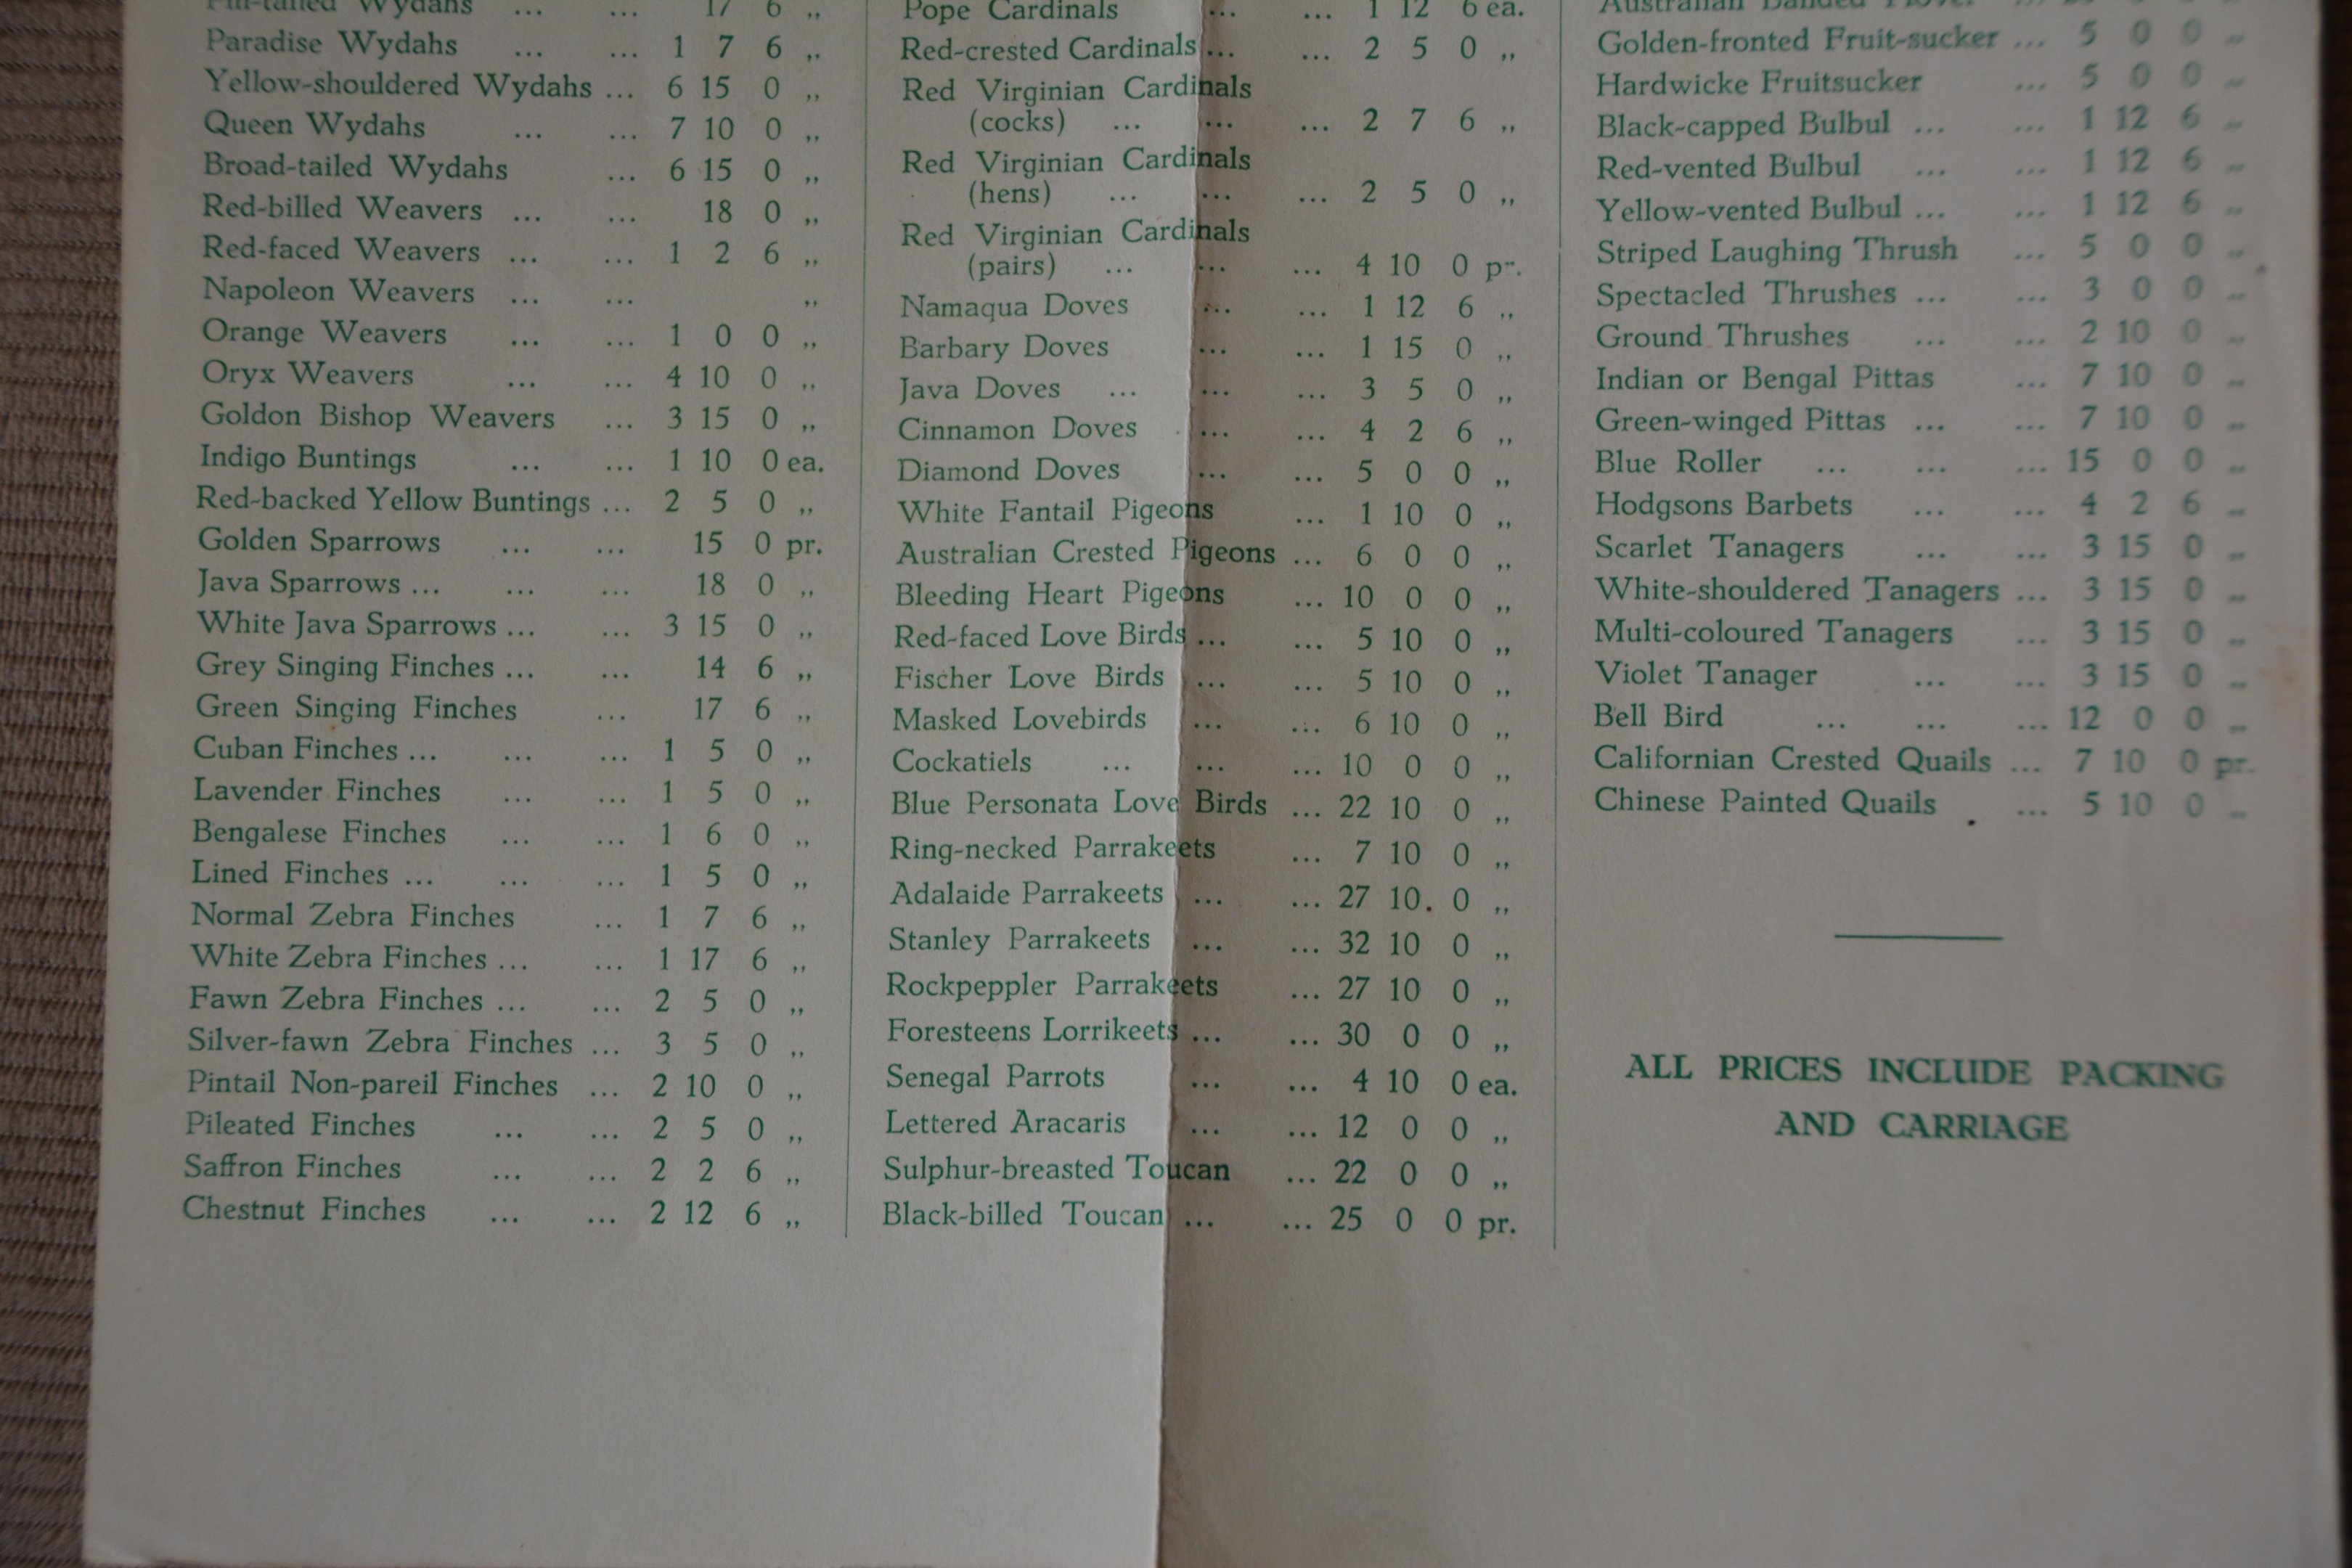 Pin-tailed Wydahs ... ... 17 6 ,,
Paradise Wydahs ... ... 1 7 6 ,,
Yellow-shouldered Wydahs ... 6 15 0 ,,
Queen Wydahs ... ... 7 10 0 ,,
Broad-tailed Wydahs ... 6 15 0 ,,
Red-billed Weavers ... ... 18 0 ,,
Red-faced Weavers ... ... 1 2 6 ,,
Napoleon Weavers ... ... ,,
Orange Weavers ... ... 1 0 0 ,,
Oryx Weavers ... ... 4 10 0 ,,
Goldon Bishop Weavers ... 3 15 0 ,,
Indigo Buntings ... ... 1 10 0 ea.
Red-backed Yellow Buntings ... 2 5 0 ,,
Golden Sparrows ... ... 15 0 pr.
Java Sparrows ... ... ... 18 0 ,,
White Java Sparrows ... ... 3 15 0 ,,
Grey Singing Finches ... ... 14 6 ,,
Green Singing Finches ... 17 6 ,,
Cuban Finches ... ... ... 1 5 0 ,,
Lavender Finches ... ... 1 5 0 ,,
Bengalese Finches ... ... 1 6 0 ,,
Lined Finches ... ... ... 1 5 0 ,,
Normal Zebra Finches ... 1 7 6 ,,
White Zebra Finches ... ... 1 17 6 ,,
Fawn Zebra Finches ... ... 2 5 0 ,,
Silver-fawn Zebra Finches ... 3 5 0 ,,
Pintail Non-pareil Finches ... 2 10 0 ,,
Pileated Finches ... ... 2 5 0 ,,
Saffron Finches ... ... 2 2 6 ,,
Chestnut Finches ... ... 2 12 6 ,,
Pope Cardinals ... ... 1 12 6 ea.
Red-crested Cardinals ... ... 2 5 0 ,,
Red Virginian Cardinals
(cocks) ... ... ... 2 7 6 ,,
Red Virginian Cardinals
(hens) ... ... ... 2 5 0 ,,
Red Virginian Cardinals
(pairs) ... ... ... 4 10 0 pr.
Namaqua Doves ... ... 1 12 6 ,,
Barbary Doves ... ... 1 15 0 ,,
Java Doves ... ... ... 3 5 0 ,,
Cinnamon Doves ... ... 4 2 6 ,,
Diamond Doves ... ... 5 0 0 ,,
White Fantail Pigeons ... 1 10 0 ,,
Australian Crested Pigeons ... 6 0 0 ,,
Bleeding Heart Pigeons ... 10 0 0 ,,
Red-faced Love Birds ... ... 5 10 0 ,,
Fischer Love Birds ... ... 5 10 0 ,,
Masked Lovebirds ... ... 6 10 0 ,,
Cockatiels ... ... ... 10 0 0 ,,
Blue Personata Love Birds ... 22 10 0 ,,
Ring-necked Parrakeets ... 7 10 0 ,,
Adalaide Parrakeets ... ... 27 10. 0 ,,
Stanley Parrakeets ... ... 32 10 0 ,,
Rockpeppler Parrakeets ... 27 10 0 ,,
Foresteens Lorrikeets ... ... 30 0 0 ,,
Senegal Parrots ... ... 4 10 0 ea.
Lettered Aracaris ... ... 12 0 0 ,,
Sulphur-breasted Toucan ... 22 0 0 ,,
Black-billed Toucan ... ... 25 0 0 pr.
Australian Banded Plover
Golden-fronted Fruit-sucker ... 5 0 0 ,,
Hardwicke Fruitsucker ... 5 0 0 ,,
Black-capped Bulbul ... ... 1 12 6 ,,
Red-vented Bulbul ... ... 1 12 6 ,,
Yellow-vented Bulbul ... ... 1 12 6 ,,
Striped Laughing Thrush ... 5 0 0 ,,
Spectacled Thrushes ... ... 3 0 0 ,,
Ground Thrushes ... ... 2 10 0 ,,
Indian or Bengal Pittas ... 7 10 0 ,,
Green-winged Pittas ... ... 7 10 0 ,,
Blue Roller ... ... ... 15 0 0 ,,
Hodgsons Barbets ... ... 4 2 6 ,,
Scarlet Tanagers ... ... 3 15 0 ,,
White-shouldered Tanagers ... 3 15 0 ,,
Multi-coloured Tanagers ... 3 15 0 ,,
Violet Tanager ... ... 3 15 0 ,,
Bell Bird ... ... ... 12 0 0 ,,
Californian Crested Quails ... 7 10 0 pr.
Chinese Painted Quails ... 5 10 0 ,,
ALL PRICES INCLUDE PACKING
AND CARRIAGE